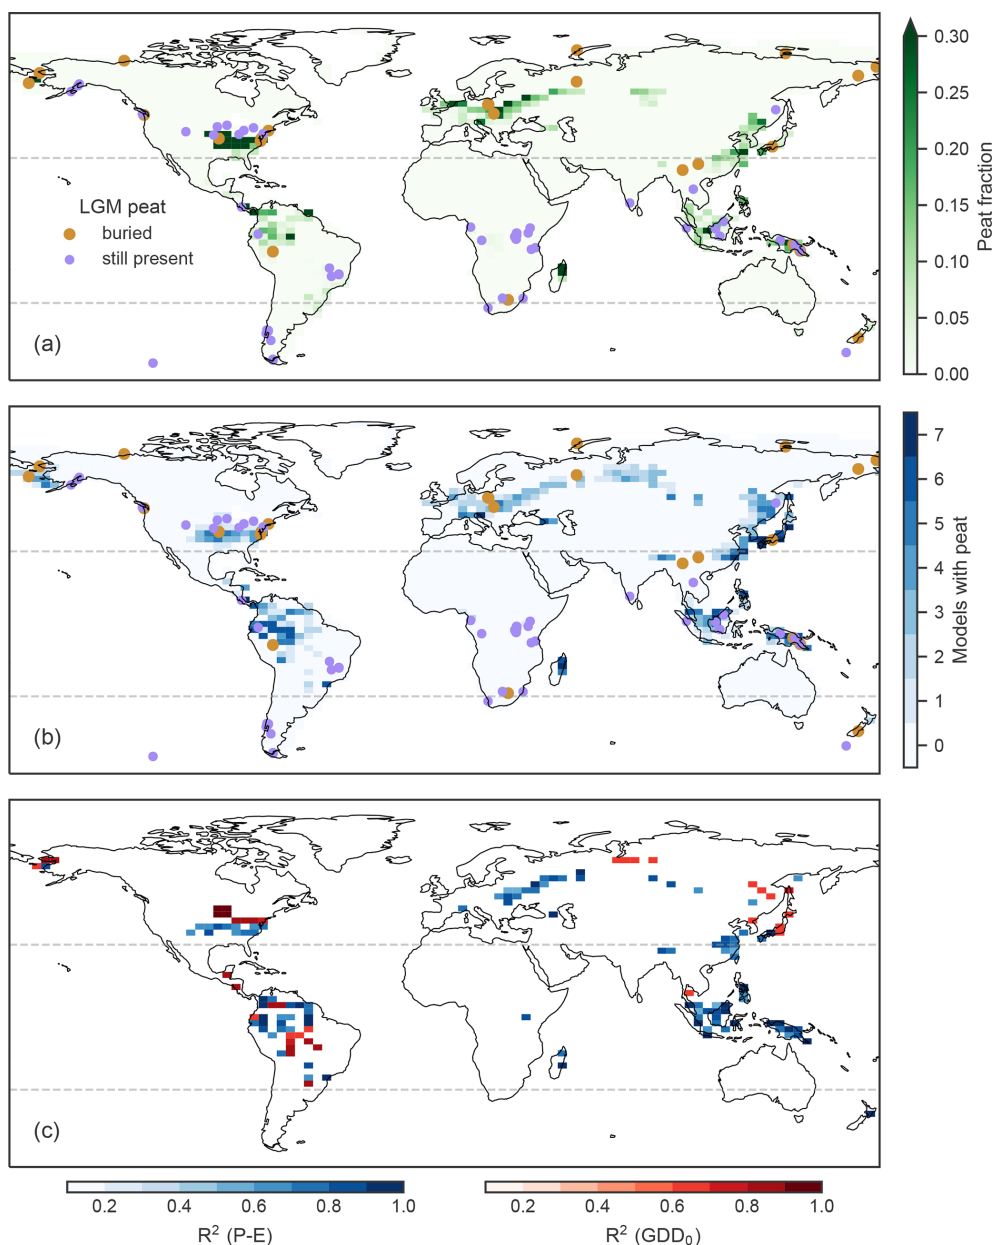 LGM peat
buried
still present
(a)
0.30
0.25
0.20
0.15
0.10
0.05
0.00
Peat fraction
(b)
7
6
5
4
3
2
1
0
Models with peat
(c)
0.2 0.4 0.6 0.8 1.0
R² (P-E)
0.2 0.4 0.6 0.8 1.0
R² (GDD₀)